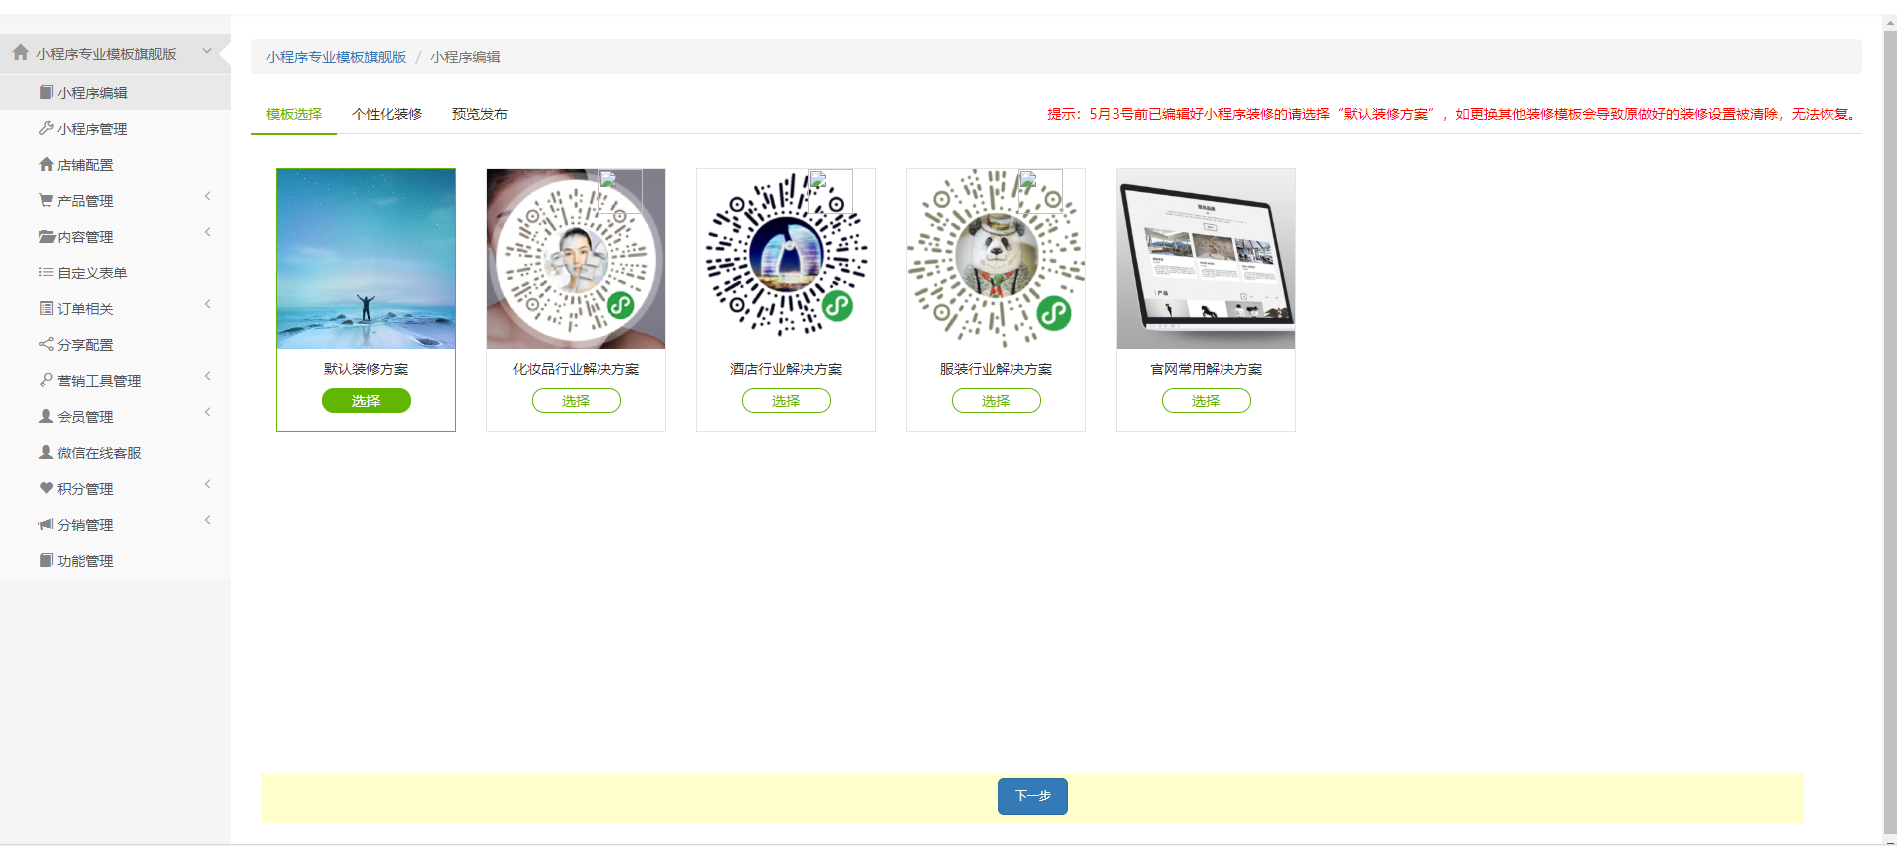 小程序专业模板旗舰版
小程序编辑
小程序管理
店铺配置
产品管理
内容管理
自定义表单
订单相关
分享配置
营销工具管理
会员管理
微信在线客服
积分管理
分销管理
功能管理
小程序专业模板旗舰版 / 小程序编辑
模板选择 个性化装修 预览发布 提示：5月3号前已编辑好小程序装修的请选择“默认装修方案”，如更换其他装修模板会导致原做好的装修设置被清除，无法恢复。
默认装修方案 化妆品行业解决方案 酒店行业解决方案 服装行业解决方案 官网常用解决方案
选择 选择 选择 选择 选择
下一步